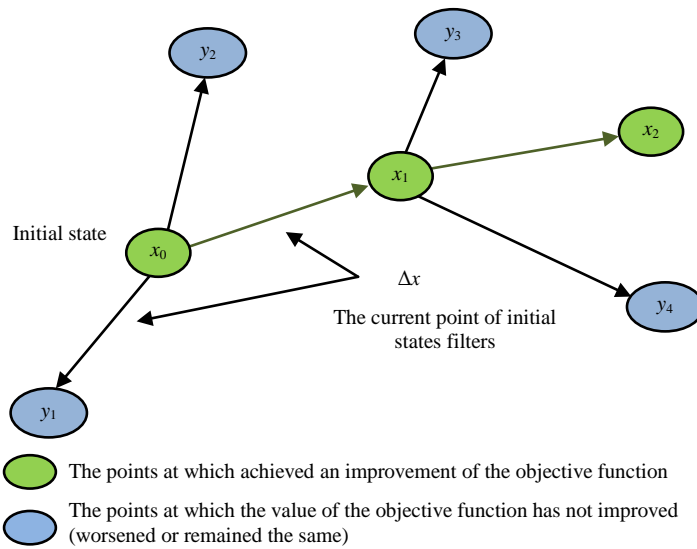 y3
y2
x2
x1
Initial state
x0
Δx
y4
The current point of initial
states filters
y1
The points at which achieved an improvement of the objective function
The points at which the value of the objective function has not improved
(worsened or remained the same)